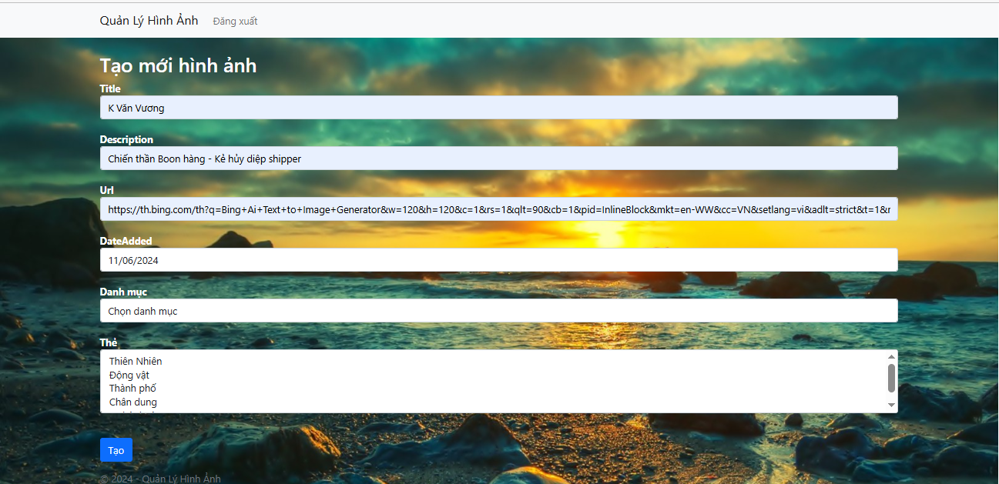 Quản Lý Hình Ảnh Đăng xuất
Tạo mới hình ảnh
Title
K Văn Vương
Description
Chiến thần Boon hàng - Kẻ hủy diệp shipper
Url
https://th.bing.com/th?q=Bing+Ai+Text+to+Image+Generator&w=120&h=120&c=1&rs=1&qlt=90&cb=1&pid=InlineBlock&mkt=en-WW&cc=VN&setlang=vi&adlt=strict&t=1&r
DateAdded
11/06/2024
Danh mục
Chọn danh mục
Thẻ
Thiên Nhiên
Động vật
Thành phố
Chân dung
Tạo
© 2024 - Quản Lý Hình Ảnh